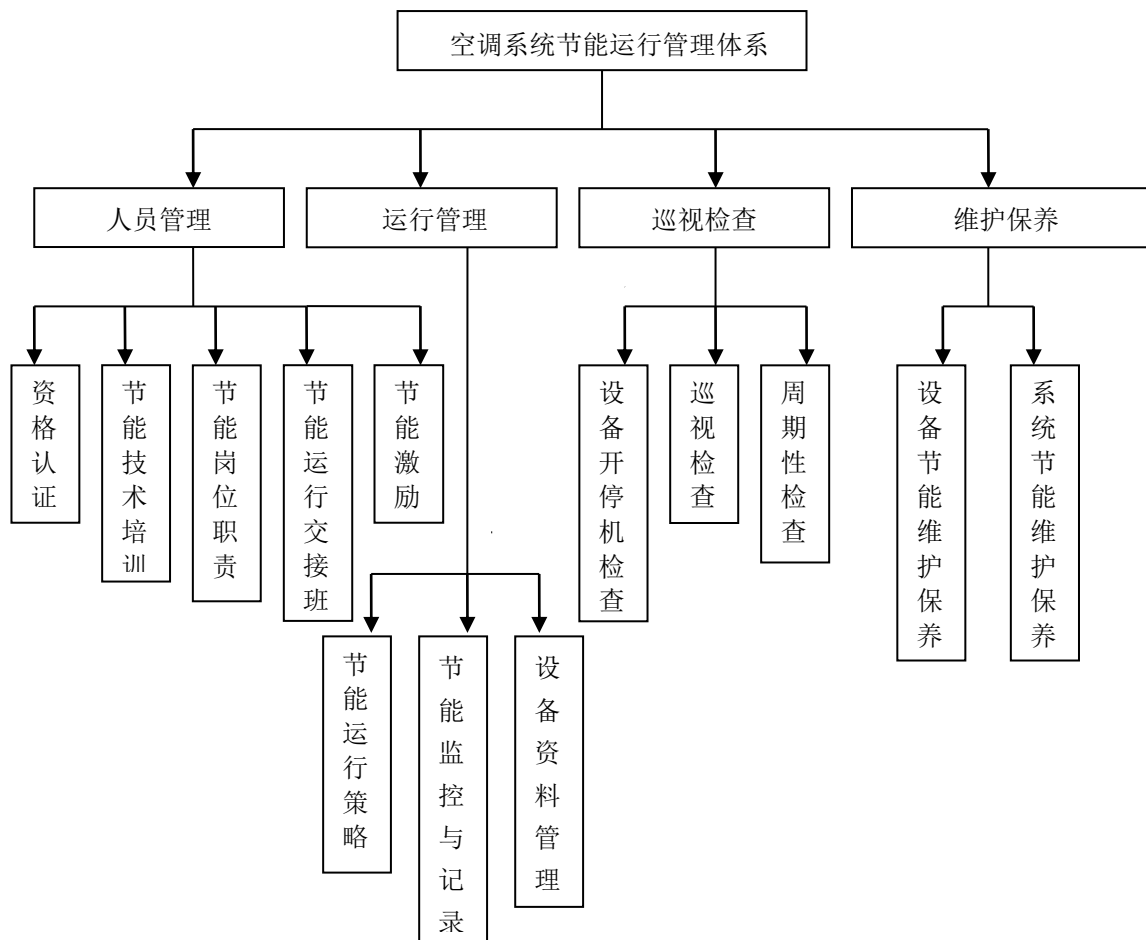 空调系统节能运行管理体系
人员管理
运行管理
巡视检查
维护保养
资格认证
节能技术培训
节能岗位职责
节能运行交接班
节能激励
设备开停机检查
巡视检查
周期性检查
设备节能维护保养
系统节能维护保养
节能运行策略
节能监控与记录
设备资料管理